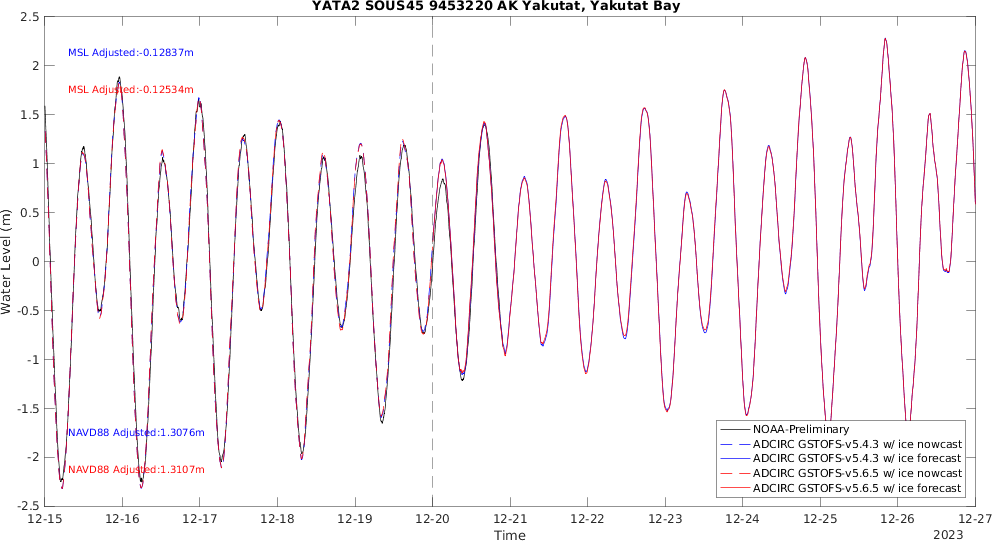 YATA2 SOUS45 9453220 AK Yakutat, Yakutat Bay
2.5
2
1.5
1
0.5
0
-0.5
-1
-1.5
-2
-2.5
Water Level (m)
MSL Adjusted:-0.12837m
MSL Adjusted:-0.12534m
NAVD88 Adjusted:1.3076m
NAVD88 Adjusted:1.3107m
NOAA-Preliminary
ADCIRC GSTOFS-v5.4.3 w/ ice nowcast
ADCIRC GSTOFS-v5.4.3 w/ ice forecast
ADCIRC GSTOFS-v5.6.5 w/ ice nowcast
ADCIRC GSTOFS-v5.6.5 w/ ice forecast
12-15 12-16 12-17 12-18 12-19 12-20 12-21 12-22 12-23 12-24 12-25 12-26 12-27
Time
2023